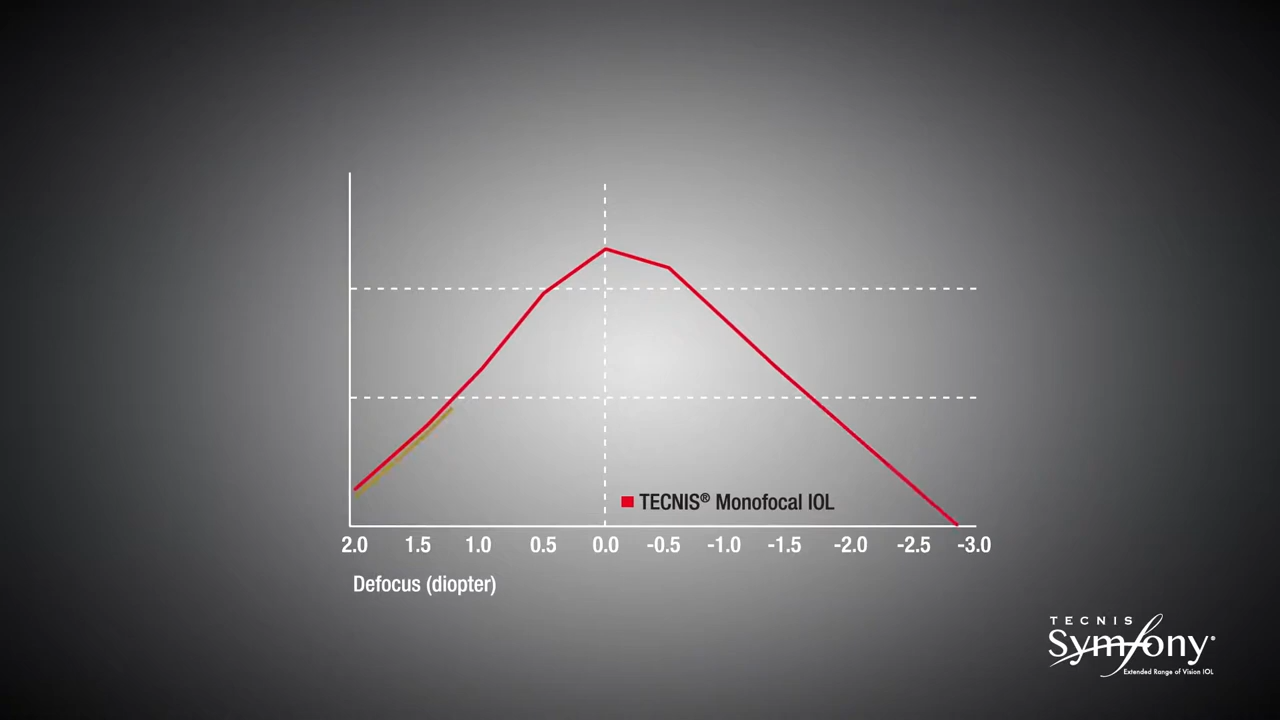 TECNIS® Monofocal IOL
2.0 1.5 1.0 0.5 0.0 -0.5 -1.0 -1.5 -2.0 -2.5 -3.0
Defocus (diopter)
TECNIS
Symfony®
Extended Range of Vision IOL